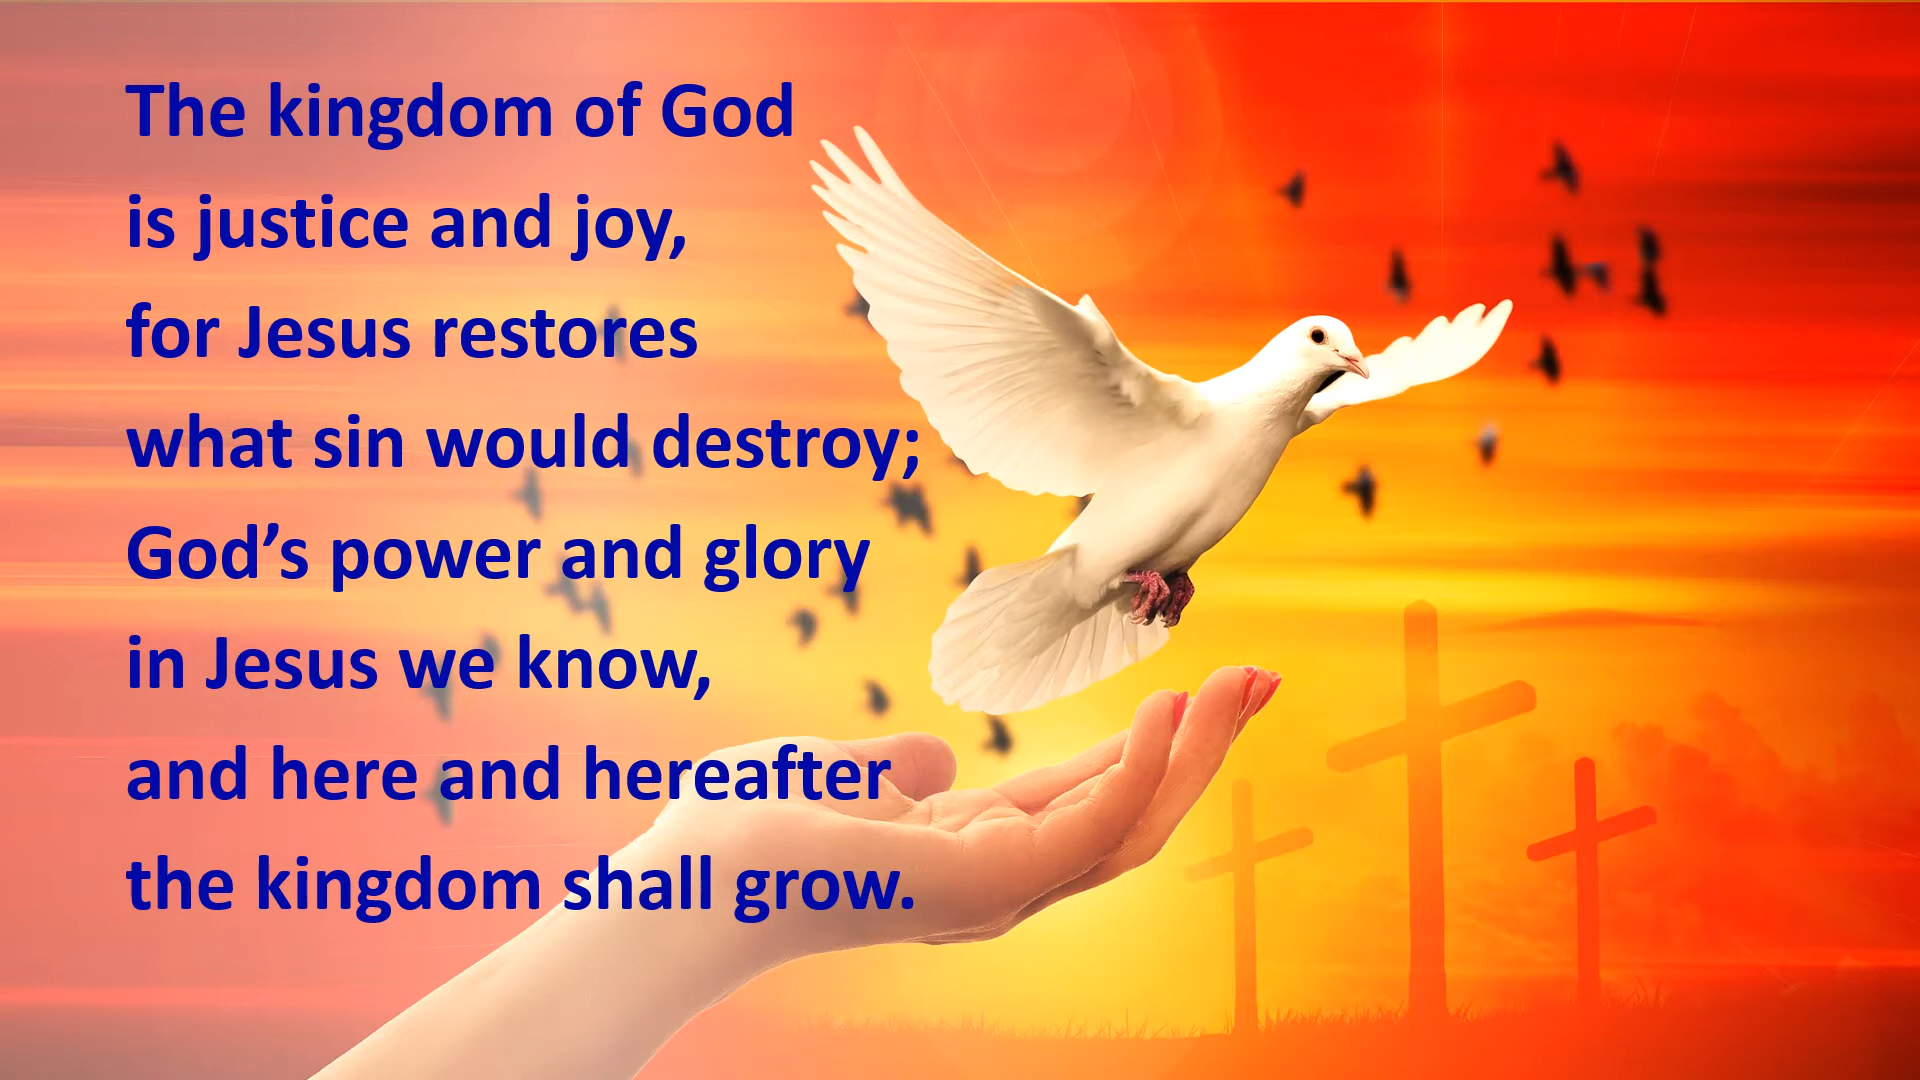 The kingdom of God
is justice and joy,
for Jesus restores
what sin would destroy;
God’s power and glory
in Jesus we know,
and here and hereafter
the kingdom shall grow.